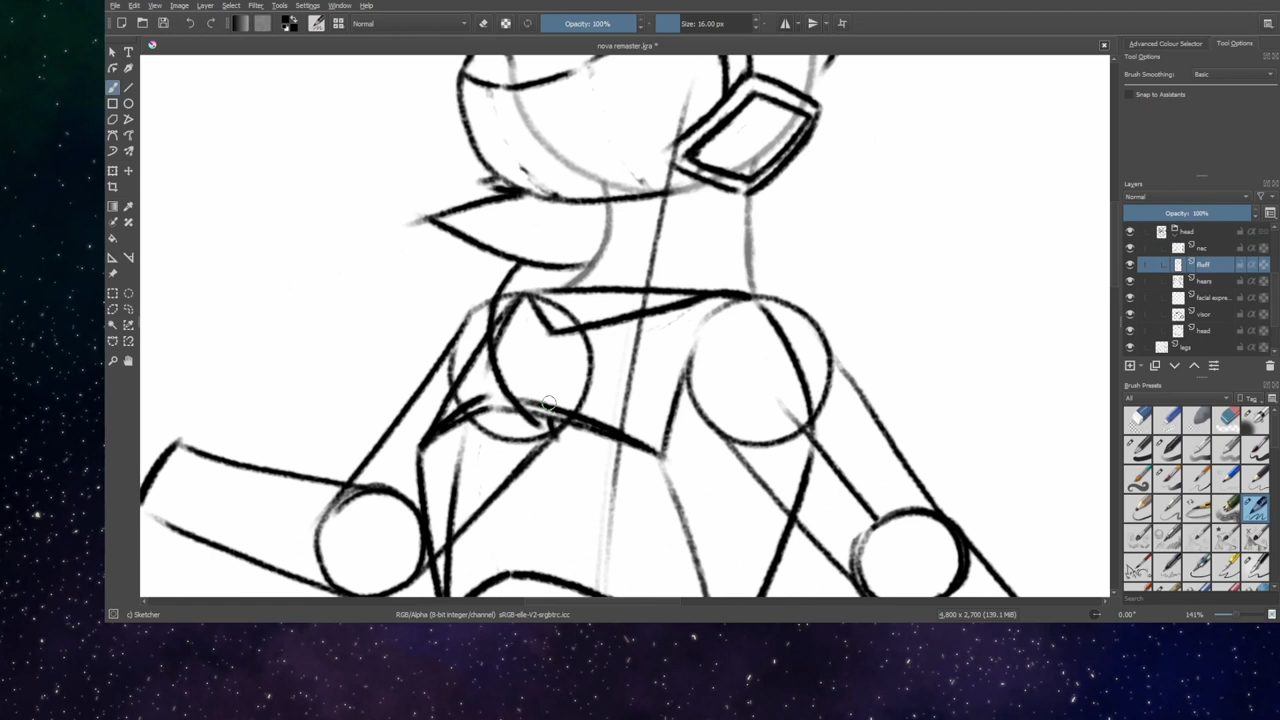 File Edit View Image Layer Select Filter Tools Settings Window Help
Normal Opacity: 100% Size: 16.00 px
nova remaster.kra *
Advanced Colour Selector Tool Options
Tool Options
Brush Smoothing: Basic
Snap to Assistants
Layers
Normal
Opacity: 100%
head
nec
fluff
hears
facial expre...
visor
head
legs
Brush Presets
All Tag
Search
Sketcher RGB/Alpha (8-bit integer/channel) sRGB-elle-V2-srgbtrc.icc 4,800 x 2,700 (139.1 MiB) 0.00° 141%